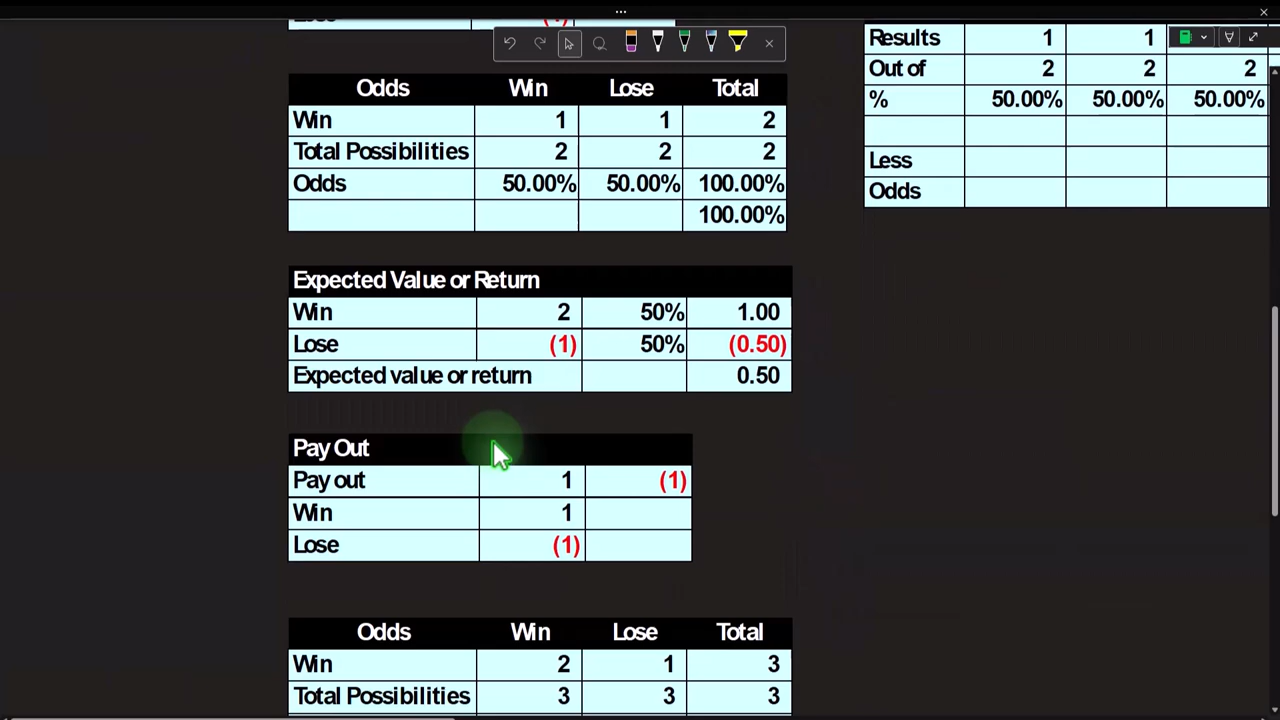 (1)
Odds Win Lose Total
Win 1 1 2
Total Possibilities 2 2 2
Odds 50.00% 50.00% 100.00%
100.00%
Expected Value or Return
Win 2 50% 1.00
Lose (1) 50% (0.50)
Expected value or return 0.50
Pay Out
Pay out 1 (1)
Win 1
Lose (1)
Odds Win Lose Total
Win 2 1 3
Total Possibilities 3 3 3
Results 1 1
Out of 2 2 2
% 50.00% 50.00% 50.00%
Less
Odds